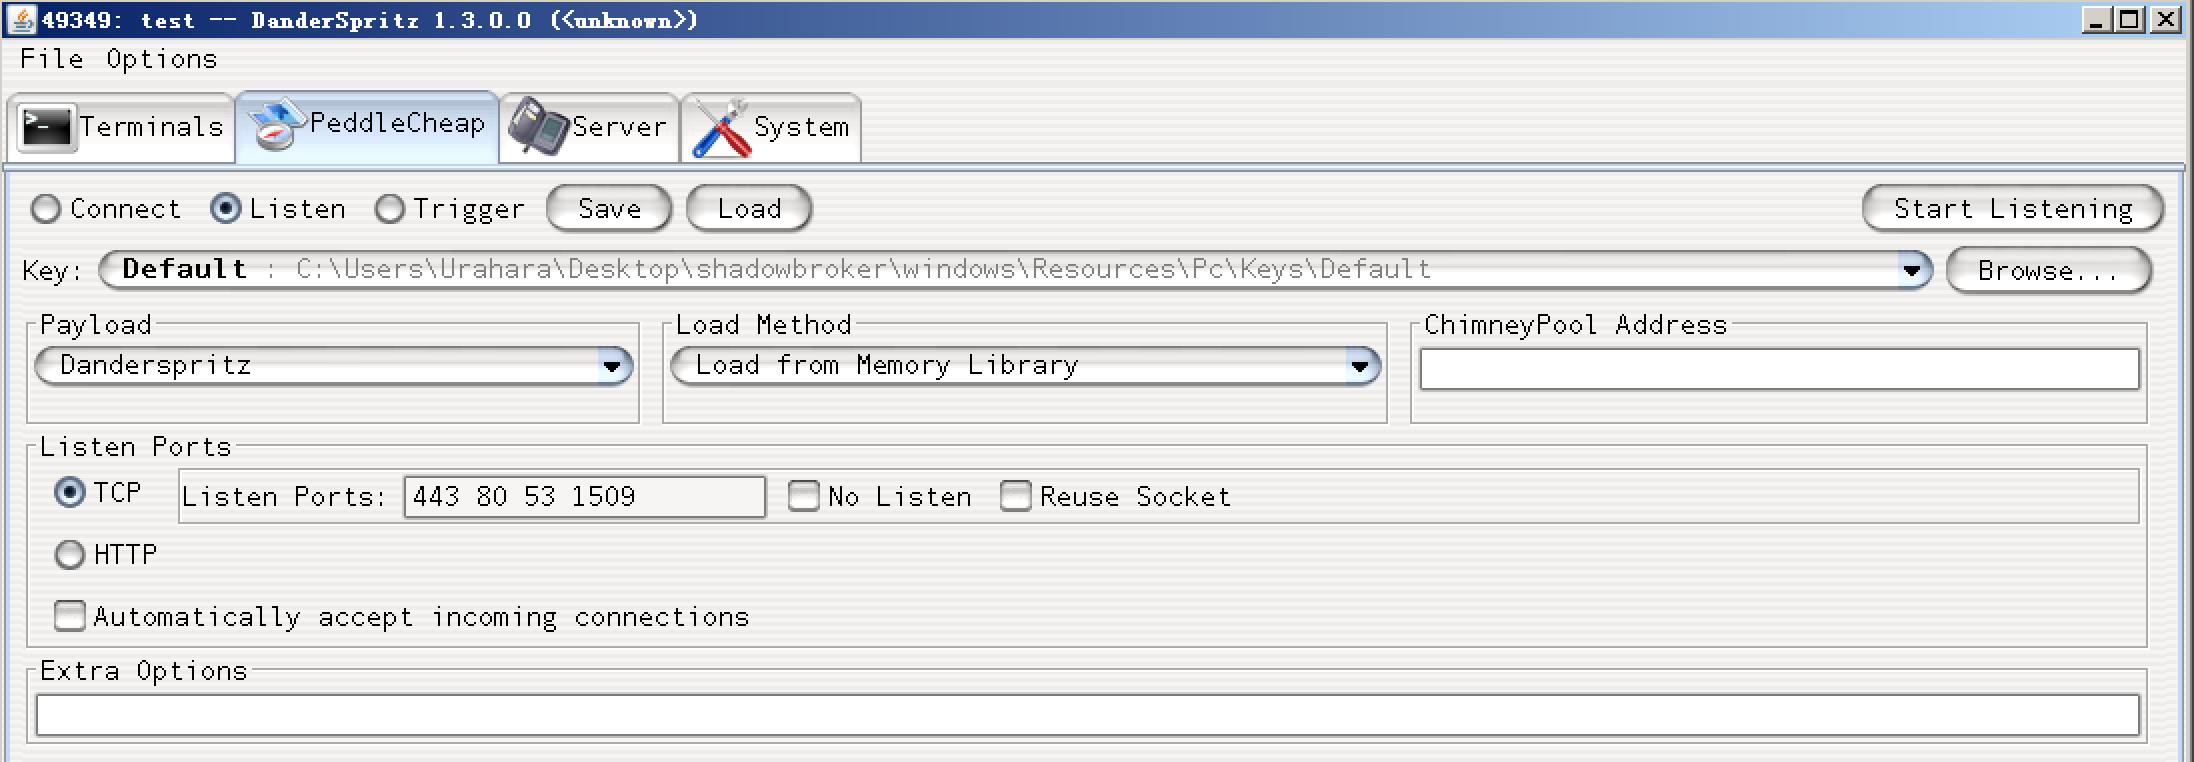 49349: test -- DanderSpritz 1.3.0.0 (<unknown>)
File Options
Terminals PeddleCheap Server System
Connect Listen Trigger Save Load Start Listening
Key: Default : C:\Users\Urahara\Desktop\shadowbroker\windows\Resources\Pc\Keys\Default Browse...
Payload Load Method ChimneyPool Address
Danderspritz Load from Memory Library
Listen Ports
TCP Listen Ports: 443 80 53 1509 No Listen Reuse Socket
HTTP
Automatically accept incoming connections
Extra Options